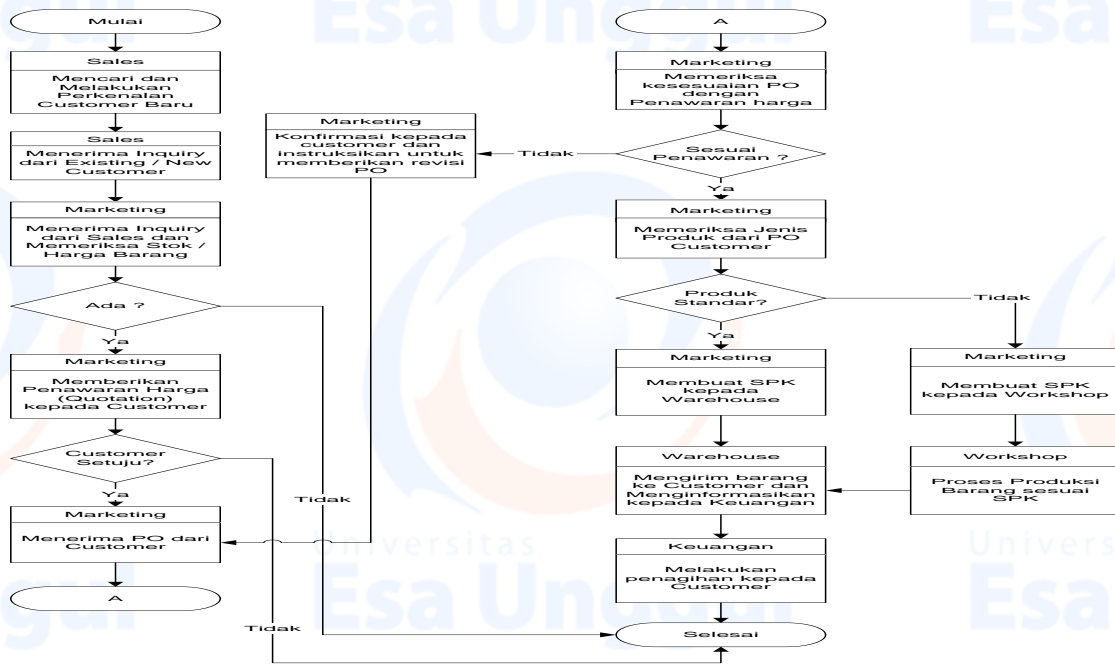 Mulai
Sales
Mencari dan
Melakukan
Perkenalan
Customer Baru
Sales
Menerima Inquiry
dari Existing / New
Customer
Marketing
Menerima Inquiry
dari Sales dan
Memeriksa Stok /
Harga Barang
Ada ?
Ya
Tidak
Marketing
Memberikan
Penawaran Harga
(Quotation)
kepada Customer
Customer
Setuju?
Ya
Tidak
Marketing
Menerima PO dari
Customer
A
Marketing
Konfirmasi kepada
customer dan
instruksikan untuk
memberikan revisi
PO
A
Marketing
Memeriksa
kesesuaian PO
dengan
Penawaran harga
Sesuai
Penawaran ?
Tidak
Ya
Marketing
Memeriksa Jenis
Produk dari PO
Customer
Produk
Standar?
Tidak
Ya
Marketing
Membuat SPK
kepada
Warehouse
Marketing
Membuat SPK
kepada Workshop
Warehouse
Mengirim barang
ke Customer dan
Menginformasikan
kepada Keuangan
Workshop
Proses Produksi
Barang sesuai
SPK
Keuangan
Melakukan
penagihan kepada
Customer
Selesai
Esa Unggul
Universitas
Esa Unggul
Univers
Esa